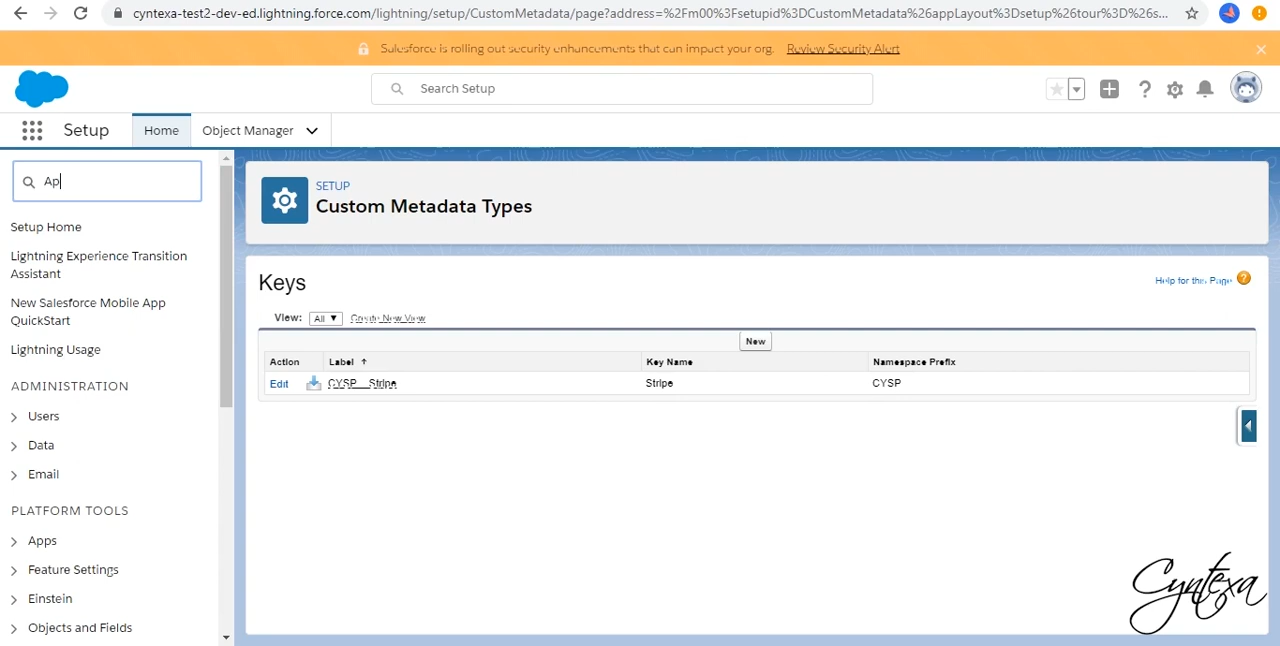 cyntexa-test2-dev-ed.lightning.force.com/lightning/setup/CustomMetadata/page?address=%2Fm00%3Fsetupid%3DCustomMetadata%26appLayout%3Dsetup%26tour%3D%26s...
Salesforce is rolling out security enhancements that can impact your org. Review Security Alert
Search Setup
Setup Home Object Manager
Ap
Setup Home
Lightning Experience Transition
Assistant
New Salesforce Mobile App
QuickStart
Lightning Usage
ADMINISTRATION
Users
Data
Email
PLATFORM TOOLS
Apps
Feature Settings
Einstein
Objects and Fields
SETUP
Custom Metadata Types
Keys
Help for this Page
View: All Create New View
New
Action Label Key Name Namespace Prefix
Edit CYSP__Stripe Stripe CYSP
Cyntexa